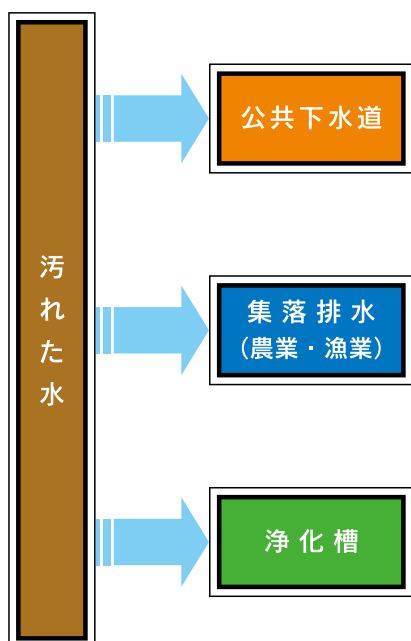 汚れた水
公共下水道
集落排水
（農業・漁業）
浄化槽